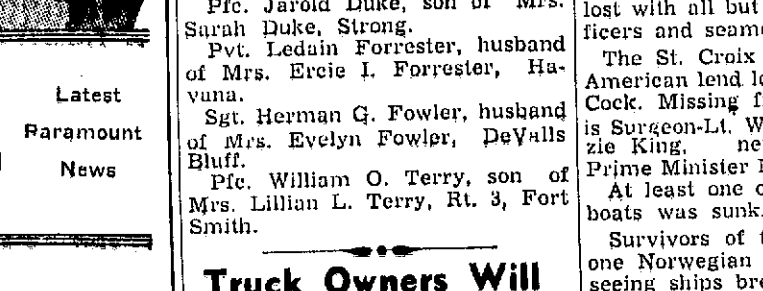 Latest
Paramount
News
Pfc. Jarold Duke, son of Mrs.
Sarah Duke, Strong.
Pvt. Ledain Forrester, husband
of Mrs. Ercie I. Forrester, Ha-
vana.
Sgt. Herman G. Fowler, husband
of Mrs. Evelyn Fowler, DeValls
Bluff.
Pfc. William O. Terry, son of
Mrs. Lillian L. Terry, Rt. 3, Fort
Smith.
Truck Owners Will
lost with all but
ficers and seam
The St. Croix
American lend l
Cock. Missing f
is Surgeon-Lt. W
zie King, ne
Prime Minister
At least one
boats was sunk.
Survivors of
one Norwegian
seeing ships bre